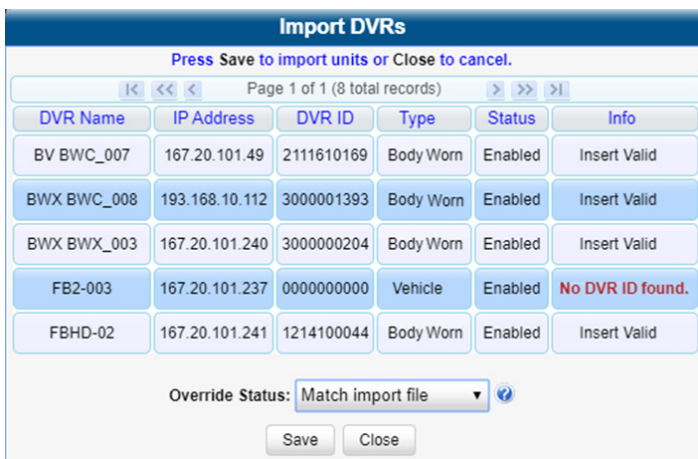 Import DVRs
Press Save to import units or Close to cancel.
|< << < Page 1 of 1 (8 total records) > >> >|
DVR Name IP Address DVR ID Type Status Info
BV BWC_007 167.20.101.49 2111610169 Body Worn Enabled Insert Valid
BWX BWC_008 193.168.10.112 3000001393 Body Worn Enabled Insert Valid
BWX BWX_003 167.20.101.240 3000000204 Body Worn Enabled Insert Valid
FB2-003 167.20.101.237 0000000000 Vehicle Enabled No DVR ID found.
FBHD-02 167.20.101.241 1214100044 Body Worn Enabled Insert Valid
Override Status: Match import file ?
Save Close